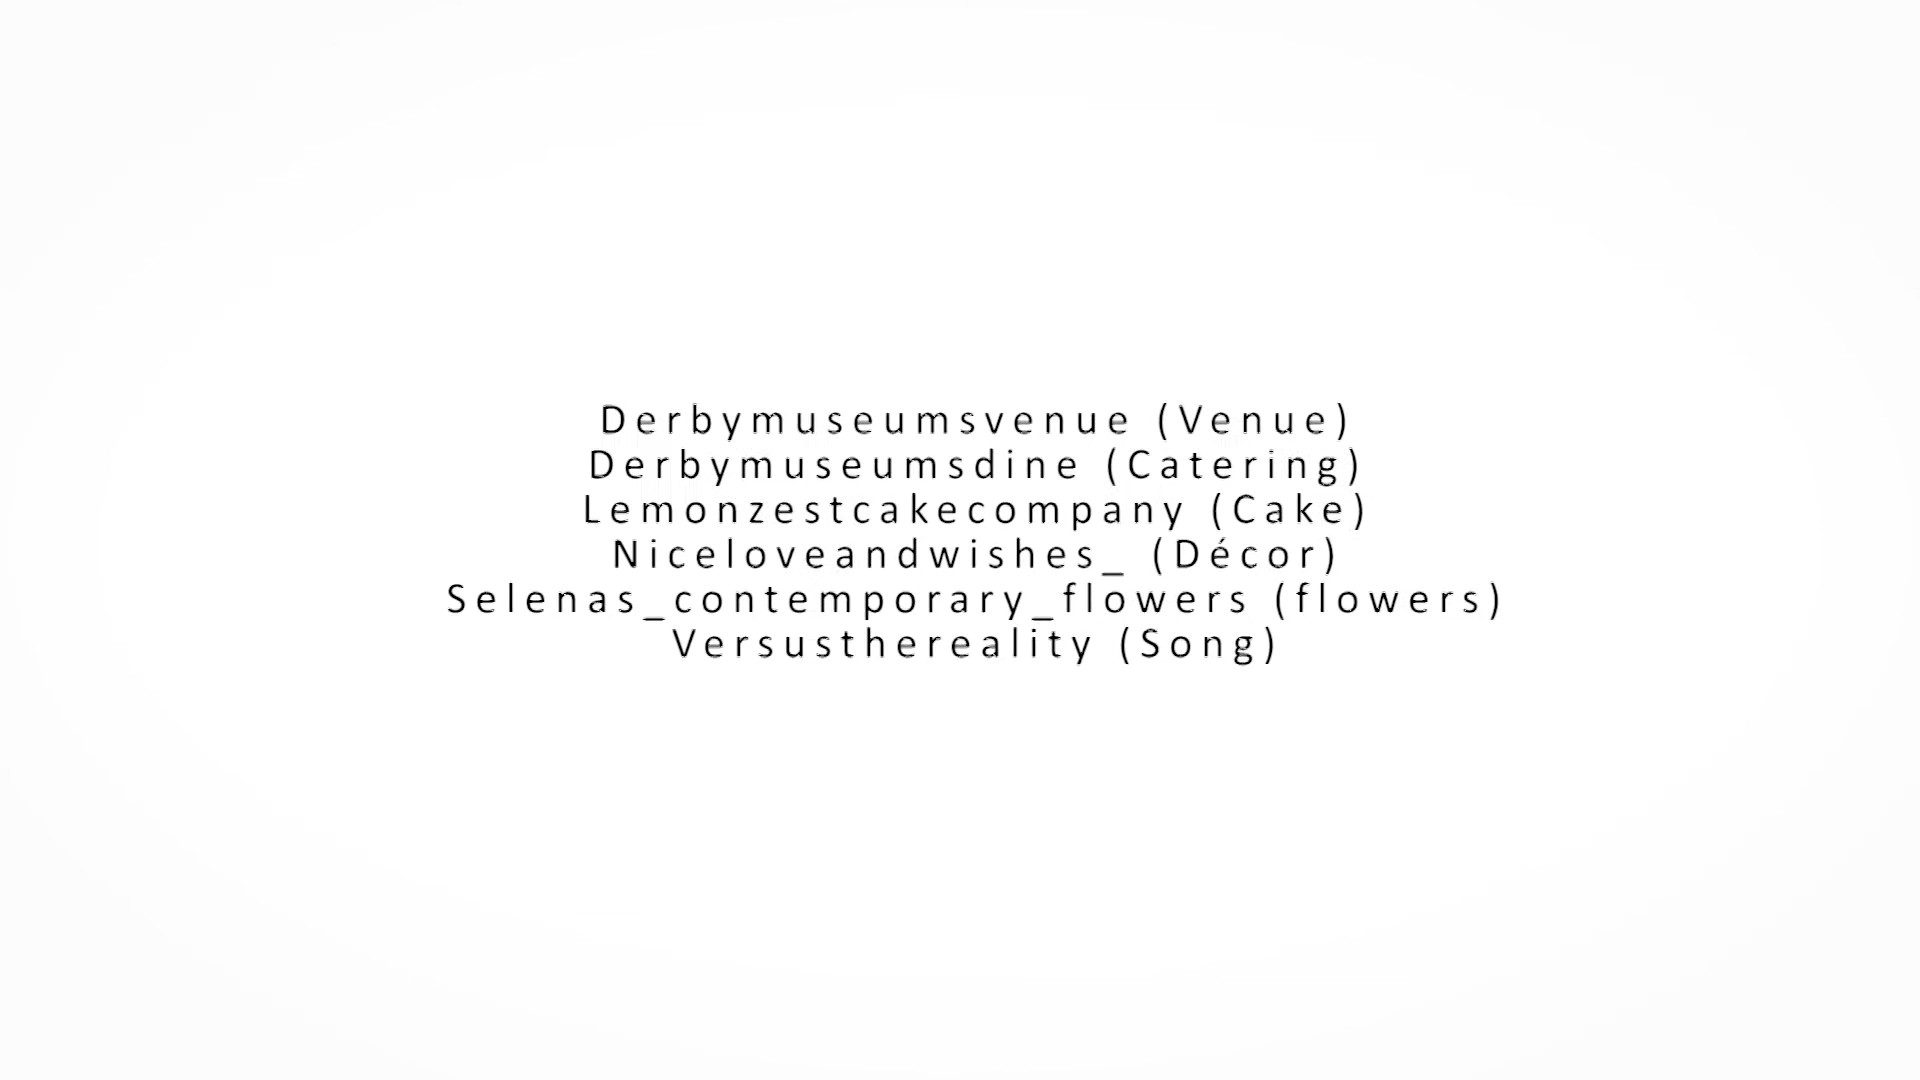 Derbymuseumsvenue (Venue)
Derbymuseumsdine (Catering)
Lemonzestcakecompany (Cake)
Niceloveandwishes_ (Décor)
Selenas_contemporary_flowers (flowers)
Versusthereality (Song)